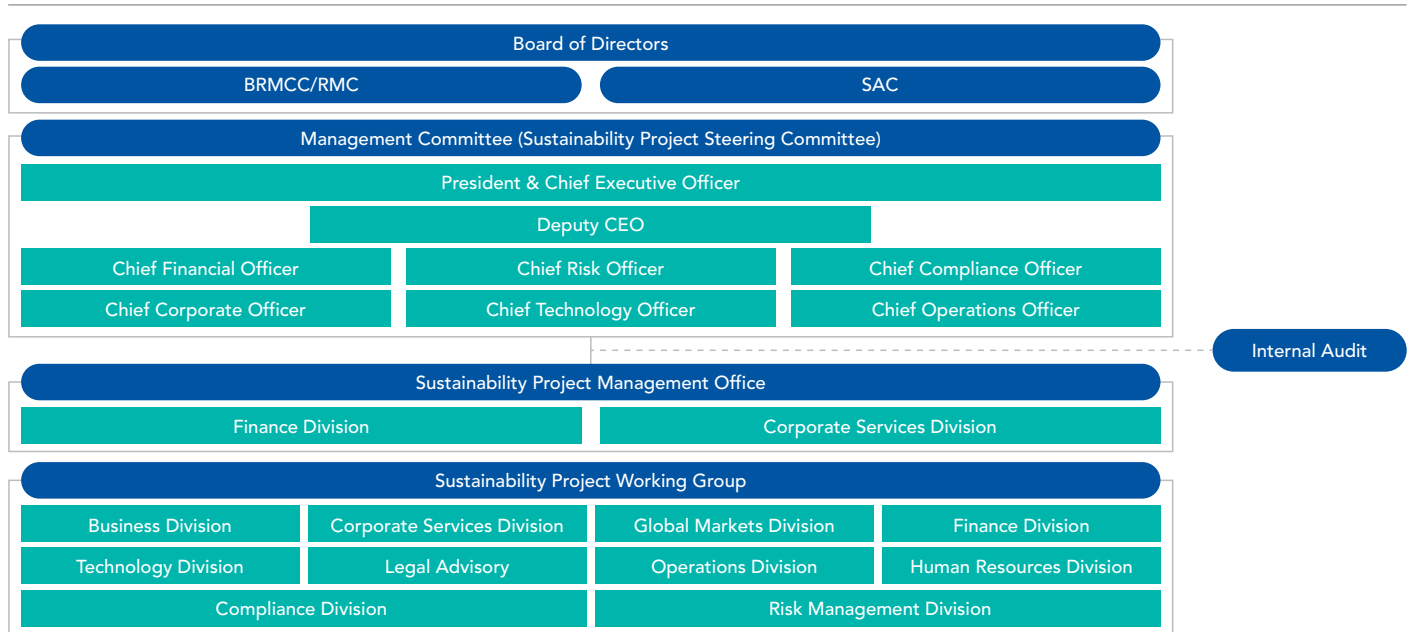 Board of Directors
BRMCC/RMC
SAC
Management Committee (Sustainability Project Steering Committee)
President & Chief Executive Officer
Deputy CEO
Chief Financial Officer
Chief Risk Officer
Chief Compliance Officer
Chief Corporate Officer
Chief Technology Officer
Chief Operations Officer
Internal Audit
Sustainability Project Management Office
Finance Division
Corporate Services Division
Sustainability Project Working Group
Business Division
Corporate Services Division
Global Markets Division
Finance Division
Technology Division
Legal Advisory
Operations Division
Human Resources Division
Compliance Division
Risk Management Division